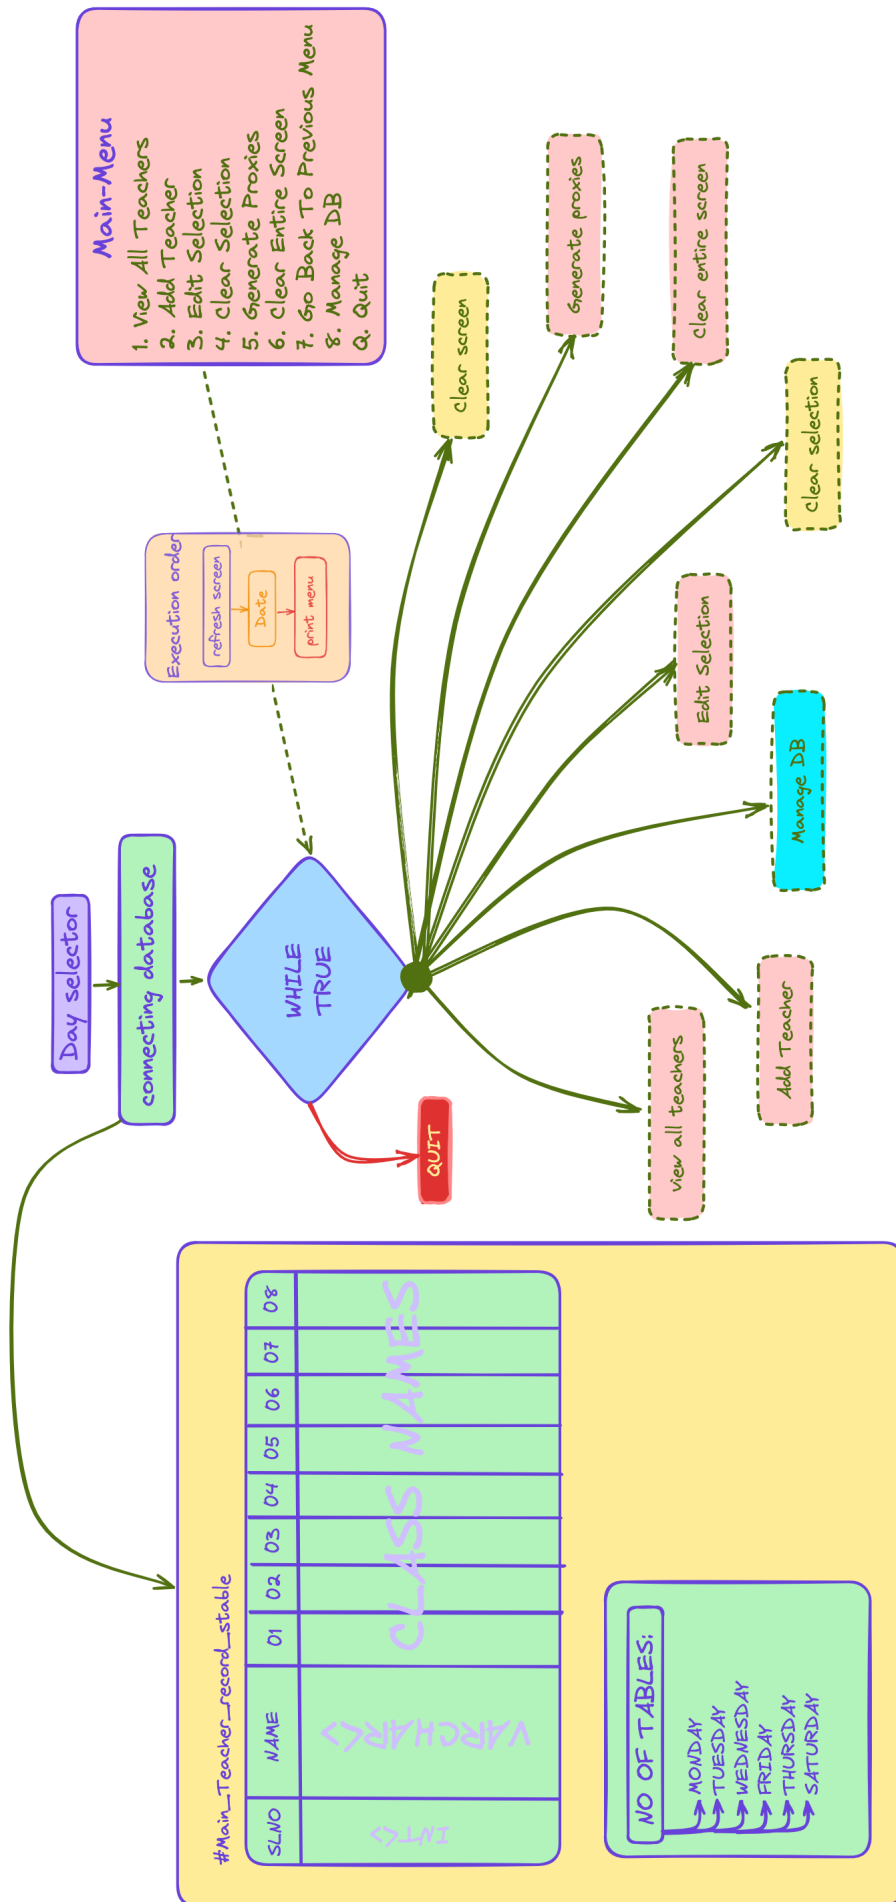 #Main_Teacher_record_stable
SLNO NAME 01 02 03 04 05 06 07 08
INT<> VARCHAR<> CLASS NAMES
NO OF TABLES:
MONDAY
TUESDAY
WEDNESDAY
FRIDAY
THURSDAY
SATURDAY
Day selector
connecting database
WHILE
TRUE
QUIT
Execution order
refresh screen
Date
print menu
Main-Menu
1. View All Teachers
2. Add Teacher
3. Edit Selection
4. Clear Selection
5. Generate Proxies
6. Clear Entire Screen
7. Go Back To Previous Menu
8. Manage DB
Q. Quit
view all teachers
Add Teacher
Manage DB
Edit Selection
Clear selection
Clear entire screen
Generate proxies
Clear screen